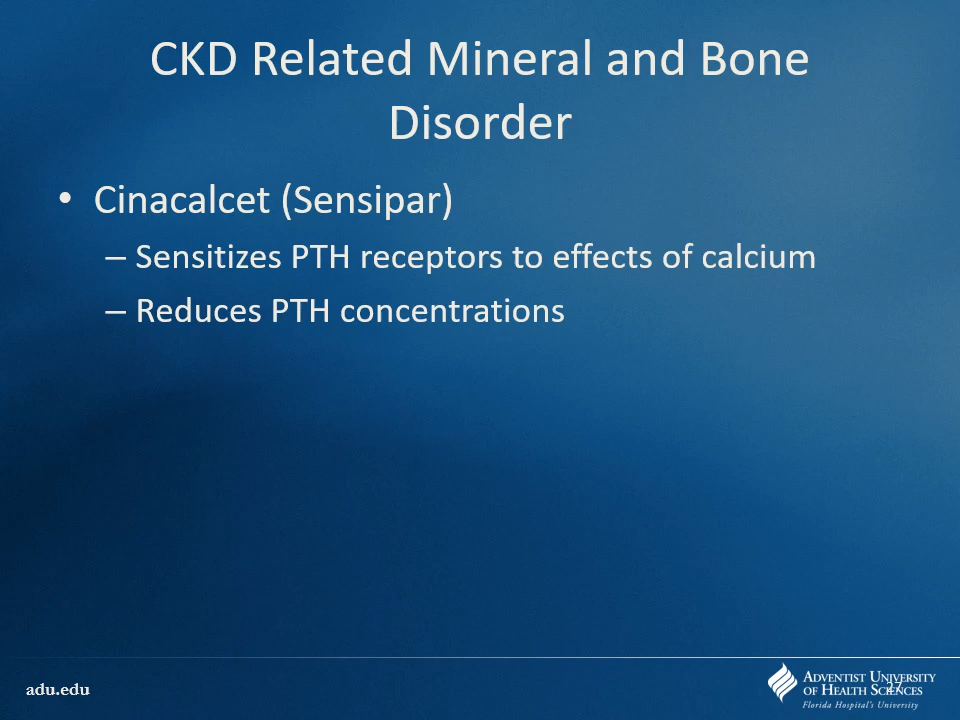 CKD Related Mineral and Bone
Disorder
• Cinacalcet (Sensipar)
– Sensitizes PTH receptors to effects of calcium
– Reduces PTH concentrations
adu.edu
ADVENTIST UNIVERSITY
OF HEALTH SCIENCES
27
Florida Hospital's University